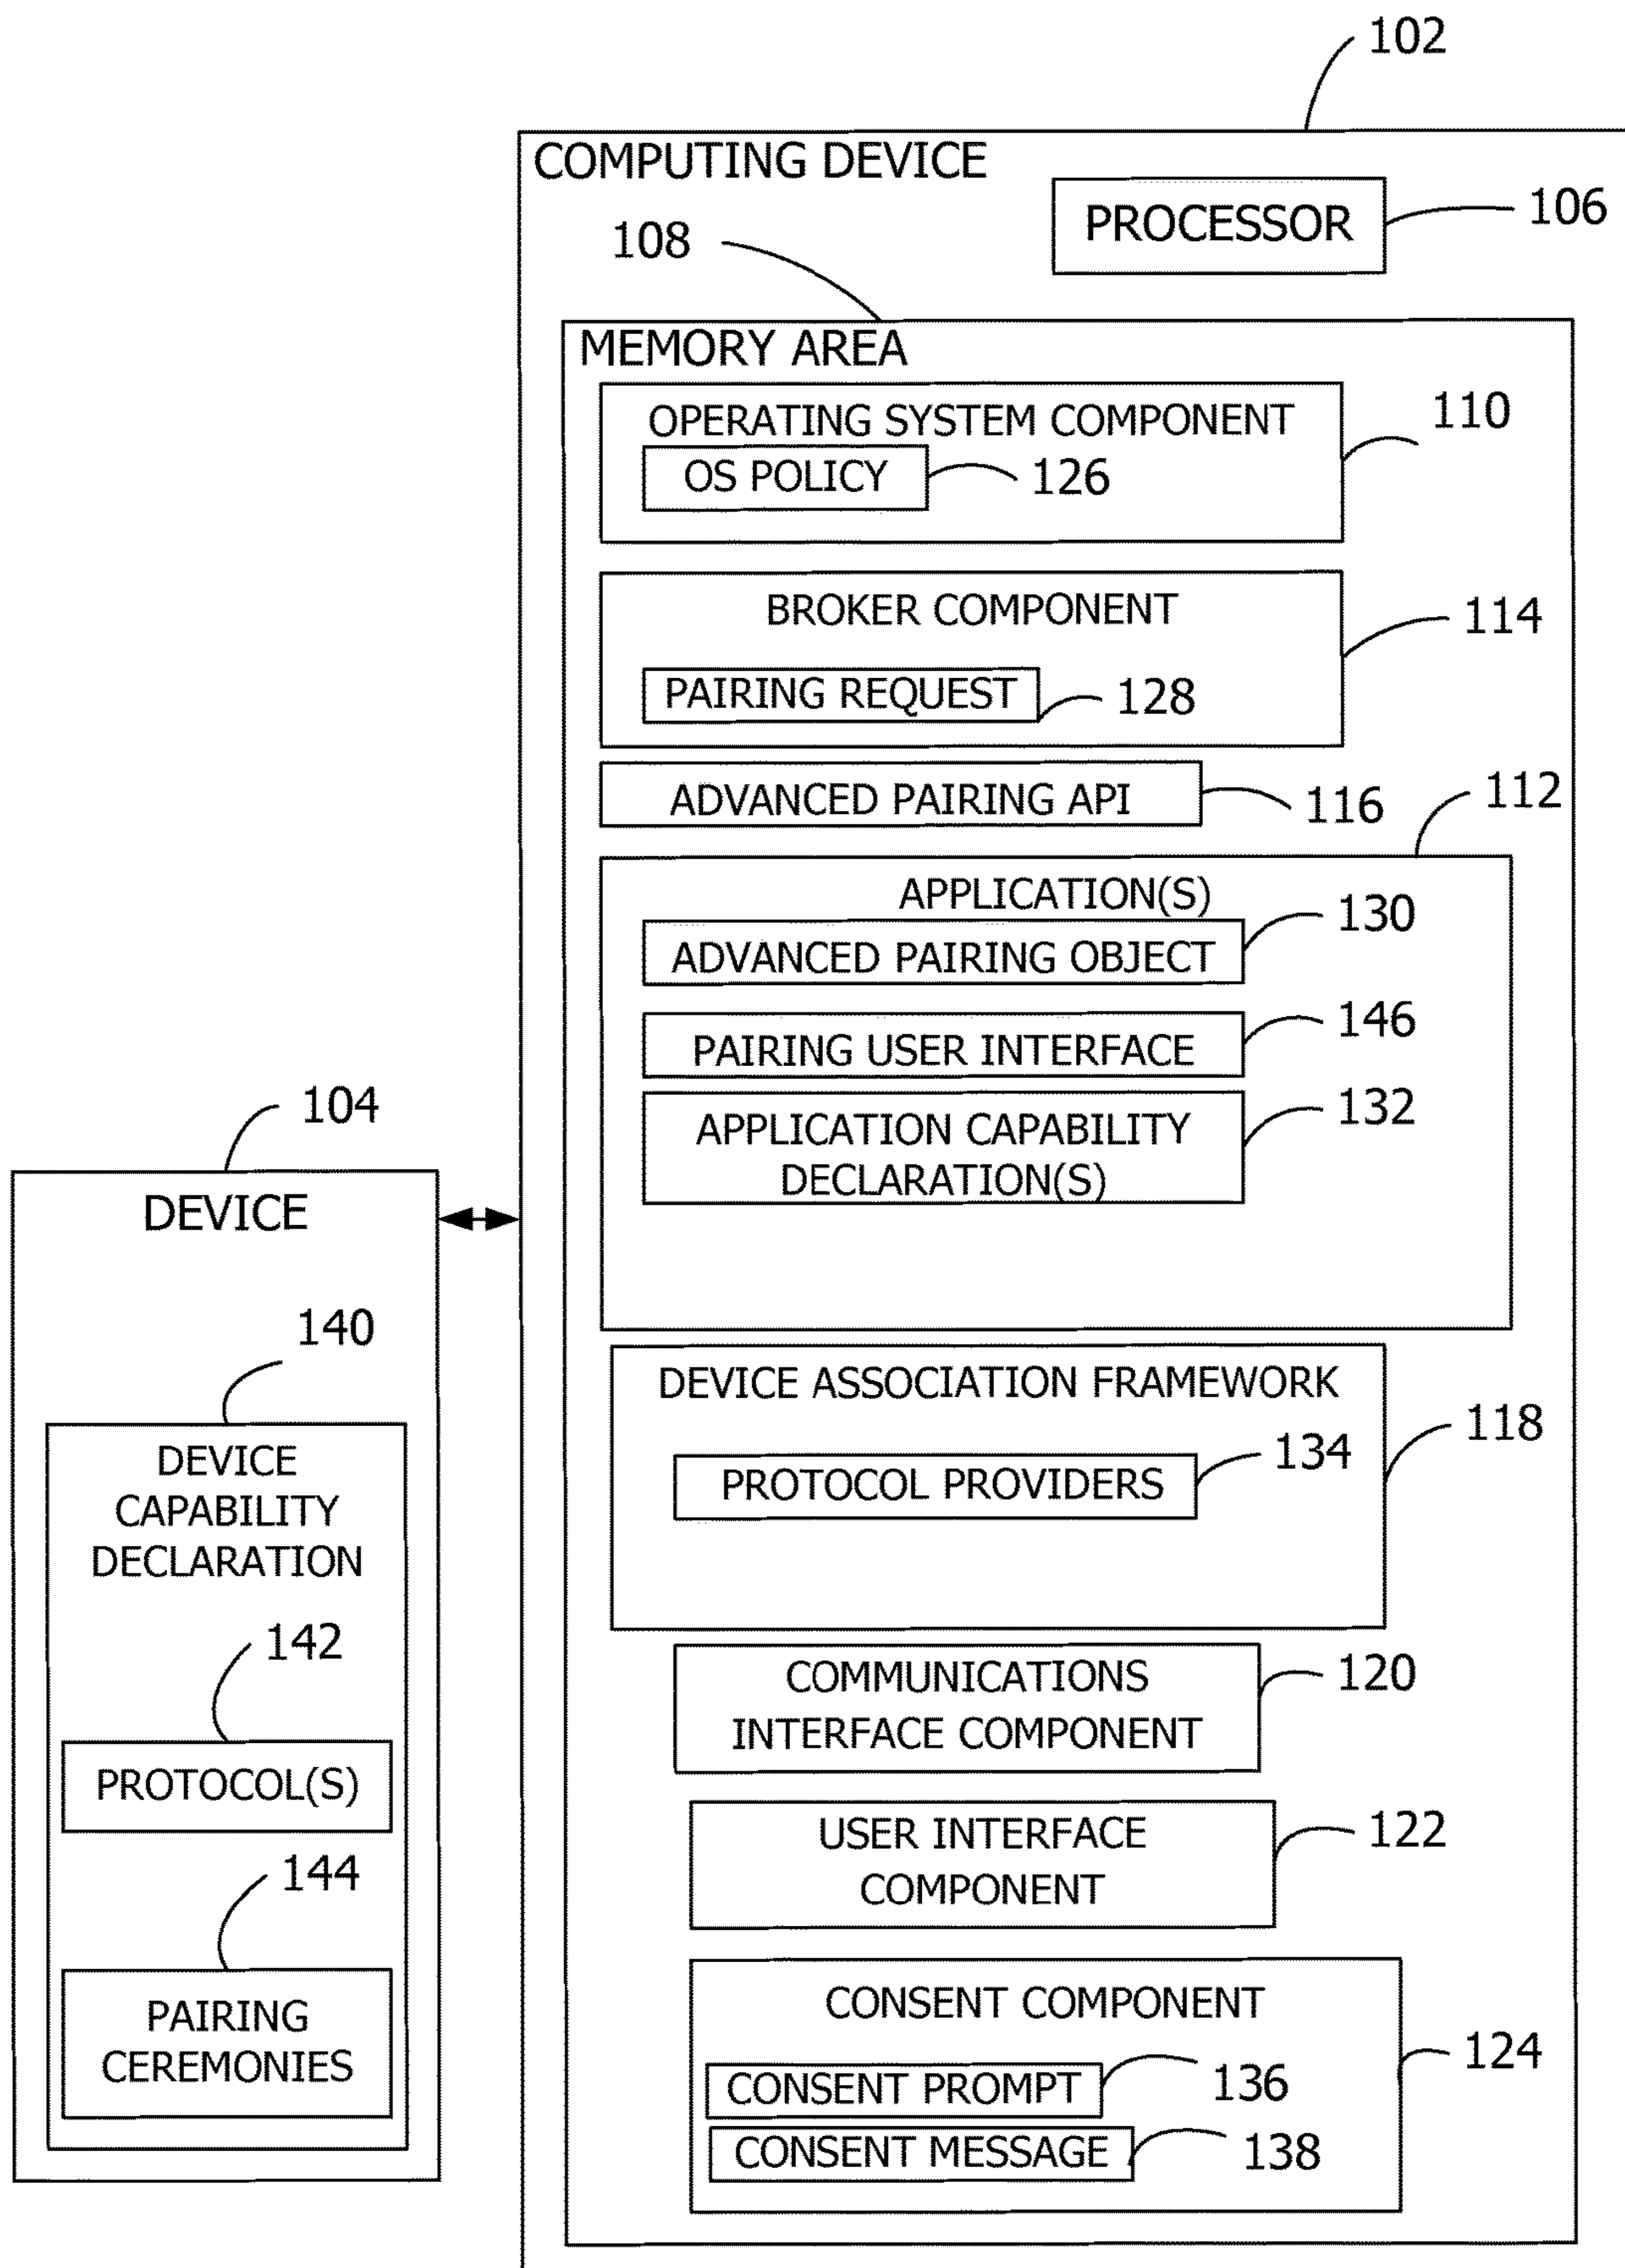 102
COMPUTING DEVICE
PROCESSOR
106
108
MEMORY AREA
OPERATING SYSTEM COMPONENT
110
OS POLICY
126
BROKER COMPONENT
114
PAIRING REQUEST
128
ADVANCED PAIRING API
116
112
APPLICATION(S)
130
ADVANCED PAIRING OBJECT
146
PAIRING USER INTERFACE
132
APPLICATION CAPABILITY
DECLARATION(S)
104
DEVICE
140
DEVICE
CAPABILITY
DECLARATION
142
PROTOCOL(S)
144
PAIRING
CEREMONIES
DEVICE ASSOCIATION FRAMEWORK
118
134
PROTOCOL PROVIDERS
COMMUNICATIONS
INTERFACE COMPONENT
120
USER INTERFACE
COMPONENT
122
CONSENT COMPONENT
124
CONSENT PROMPT
136
CONSENT MESSAGE
138